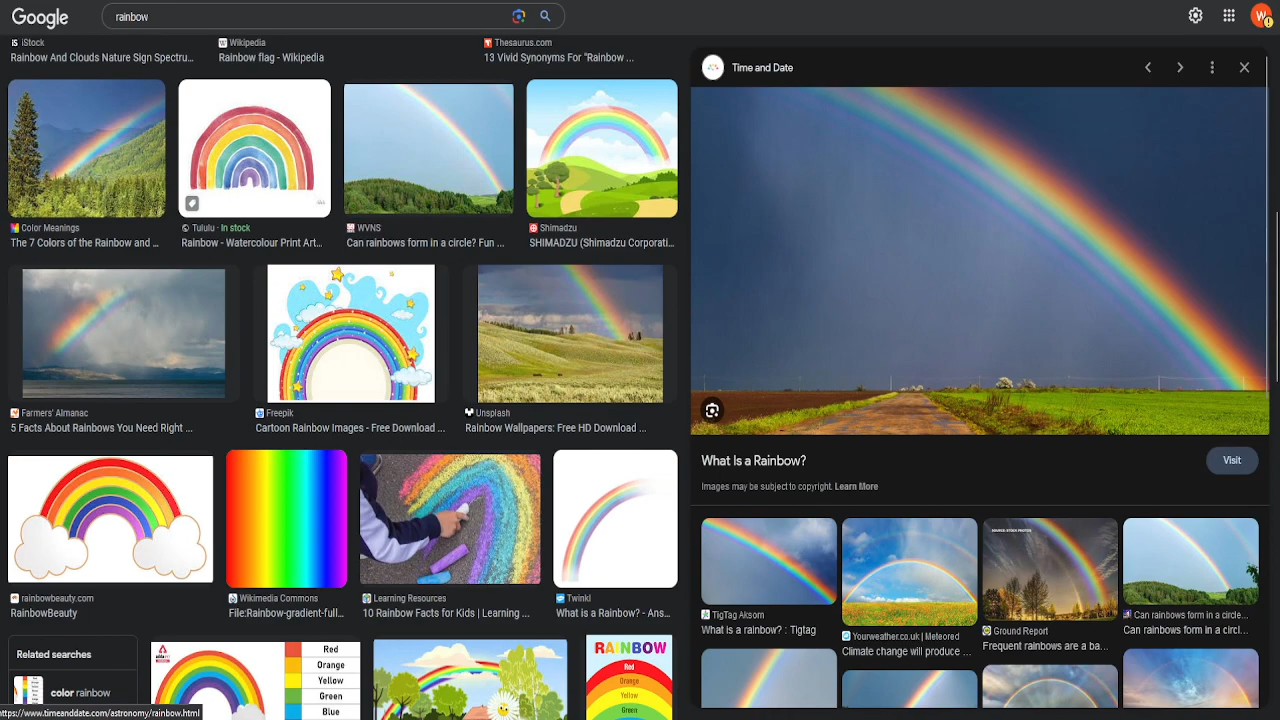 Google
rainbow
W
iStock
Rainbow And Clouds Nature Sign Spectru...
Wikipedia
Rainbow flag - Wikipedia
Thesaurus.com
13 Vivid Synonyms For "Rainbow ...
Color Meanings
The 7 Colors of the Rainbow and ...
Tululu · In stock
Rainbow - Watercolour Print Art...
WVNS
Can rainbows form in a circle? Fun ...
Shimadzu
SHIMADZU (Shimadzu Corporati...
Farmers' Almanac
5 Facts About Rainbows You Need Right ...
Freepik
Cartoon Rainbow Images - Free Download ...
Unsplash
Rainbow Wallpapers: Free HD Download ...
rainbowbeauty.com
RainbowBeauty
Wikimedia Commons
File:Rainbow-gradient-full...
Learning Resources
10 Rainbow Facts for Kids | Learning ...
Twinkl
What is a Rainbow? - Ans...
Related searches
color rainbow
Red
Orange
Yellow
Green
Blue
RAINBOW
Red
Orange
Yellow
Green
https://www.timeanddate.com/astronomy/rainbow.html
Time and Date
What Is a Rainbow?
Visit
Images may be subject to copyright. Learn More
SOURCE: STOCK PHOTOS
TigTag Aksorn
What is a rainbow? : Tigtag
Yourweather.co.uk | Meteored
Climate change will produce ...
Ground Report
Frequent rainbows are a ba...
Can rainbows form in a circle...
Can rainbows form in a circl...